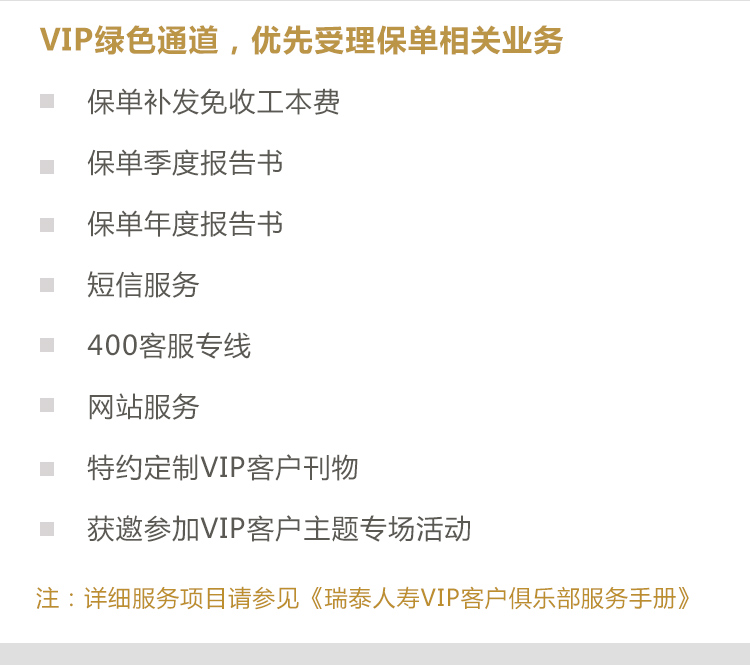 VIP绿色通道，优先受理保单相关业务
保单补发免收工本费
保单季度报告书
保单年度报告书
短信服务
400客服专线
网站服务
特约定制VIP客户刊物
获邀参加VIP客户主题专场活动
注：详细服务项目请参见《瑞泰人寿VIP客户俱乐部服务手册》